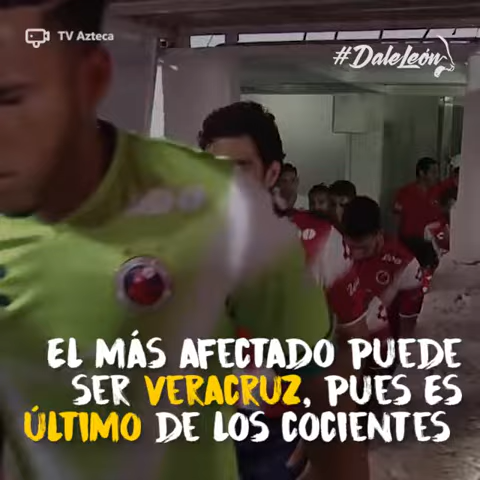 TV Azteca
#DaleLeón
EL MÁS AFECTADO PUEDE
SER VERACRUZ, PUES ES
ÚLTIMO DE LOS COCIENTES